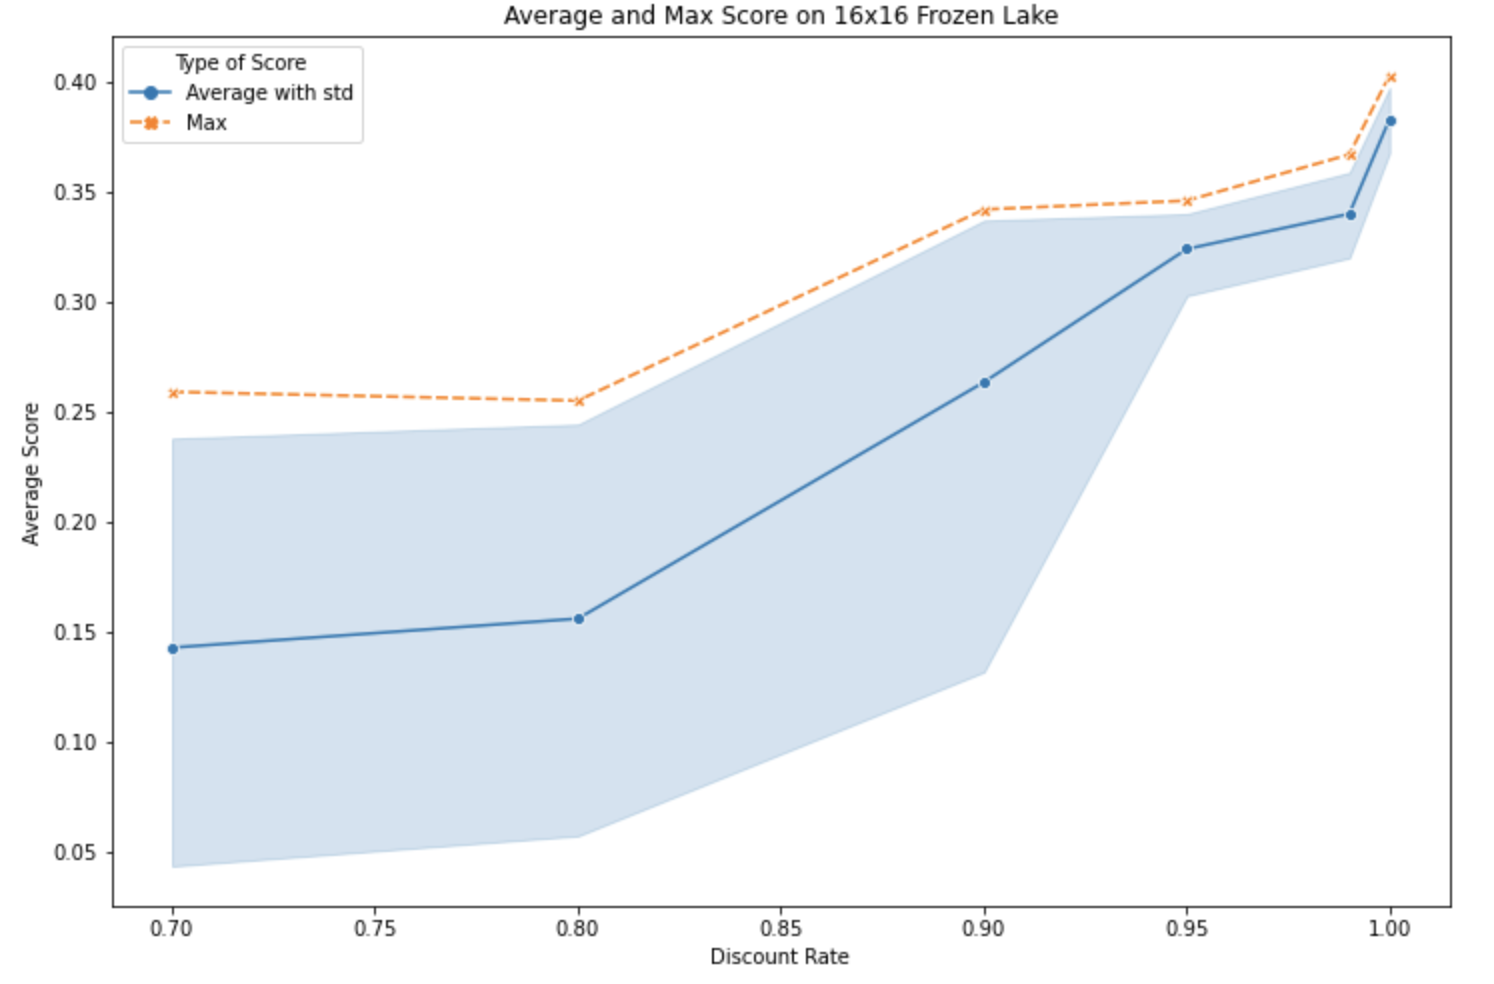 Average and Max Score on 16x16 Frozen Lake
Type of Score
Average with std
Max
Average Score
0.40
0.35
0.30
0.25
0.20
0.15
0.10
0.05
0.70 0.75 0.80 0.85 0.90 0.95 1.00
Discount Rate